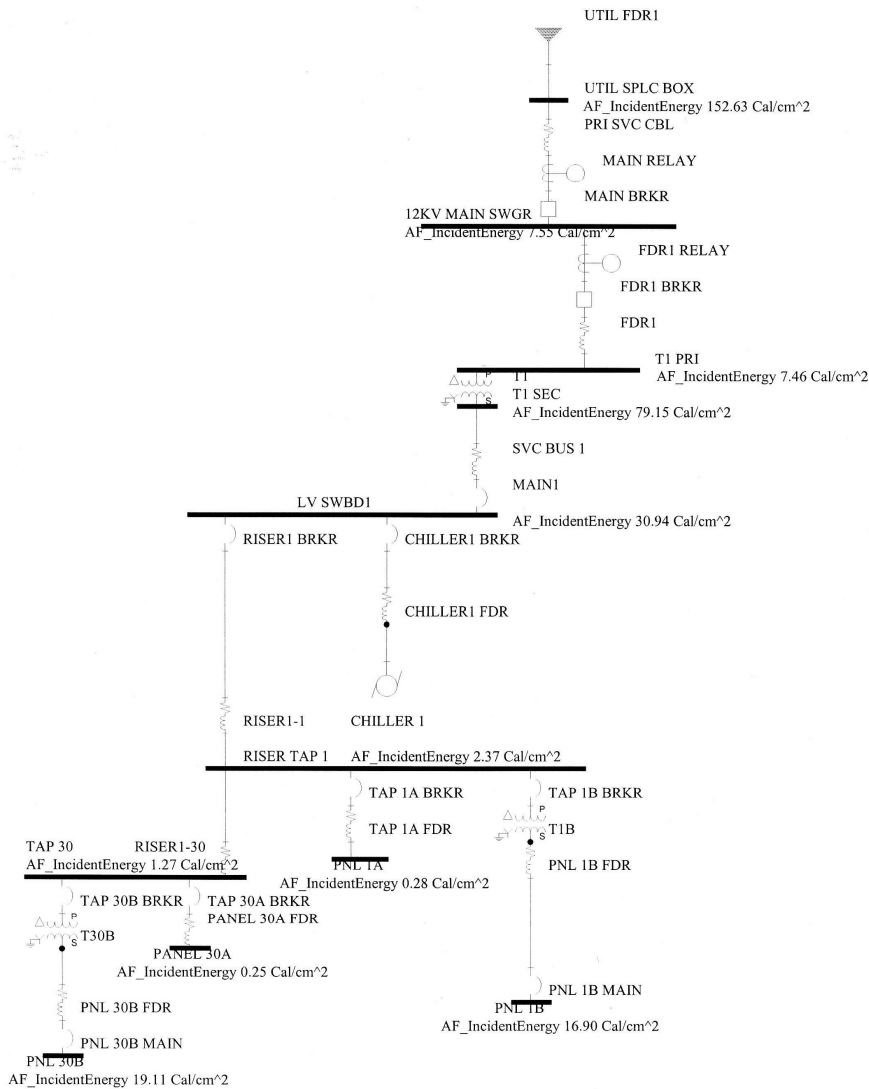 UTIL FDR1
UTIL SPLC BOX
AF_IncidentEnergy 152.63 Cal/cm^2
PRI SVC CBL
MAIN RELAY
MAIN BRKR
12KV MAIN SWGR
AF_IncidentEnergy 7.55 Cal/cm^2
FDR1 RELAY
FDR1 BRKR
FDR1
T1 PRI
AF_IncidentEnergy 7.46 Cal/cm^2
P
T1
T1 SEC
S
AF_IncidentEnergy 79.15 Cal/cm^2
SVC BUS 1
MAIN1
LV SWBD1
AF_IncidentEnergy 30.94 Cal/cm^2
RISER1 BRKR
CHILLER1 BRKR
CHILLER1 FDR
RISER1-1
CHILLER 1
RISER TAP 1
AF_IncidentEnergy 2.37 Cal/cm^2
TAP 1A BRKR
TAP 1B BRKR
P
TAP 1A FDR
T1B
S
TAP 30
RISER1-30
AF_IncidentEnergy 1.27 Cal/cm^2
PNL 1A
PNL 1B FDR
AF_IncidentEnergy 0.28 Cal/cm^2
TAP 30B BRKR
TAP 30A BRKR
P
PANEL 30A FDR
T30B
S
PANEL 30A
AF_IncidentEnergy 0.25 Cal/cm^2
PNL 1B MAIN
PNL 30B FDR
PNL 1B
AF_IncidentEnergy 16.90 Cal/cm^2
PNL 30B MAIN
PNL 30B
AF_IncidentEnergy 19.11 Cal/cm^2